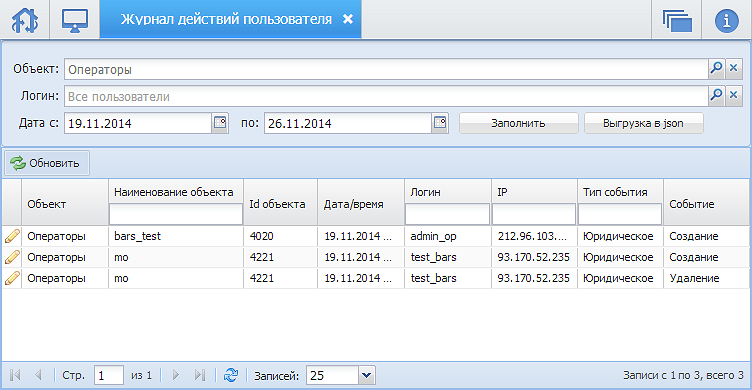 Журнал действий пользователя
Объект: Операторы
Логин: Все пользователи
Дата с: 19.11.2014 по: 26.11.2014 Заполнить Выгрузка в json
Обновить
Объект Наименование объекта Id объекта Дата/время Логин IP Тип события Событие
Операторы bars_test 4020 19.11.2014 ... admin_op 212.96.103.... Юридическое Создание
Операторы mo 4221 19.11.2014 ... test_bars 93.170.52.235 Юридическое Создание
Операторы mo 4221 19.11.2014 ... test_bars 93.170.52.235 Юридическое Удаление
Стр. 1 из 1 Записей: 25 Записи с 1 по 3, всего 3